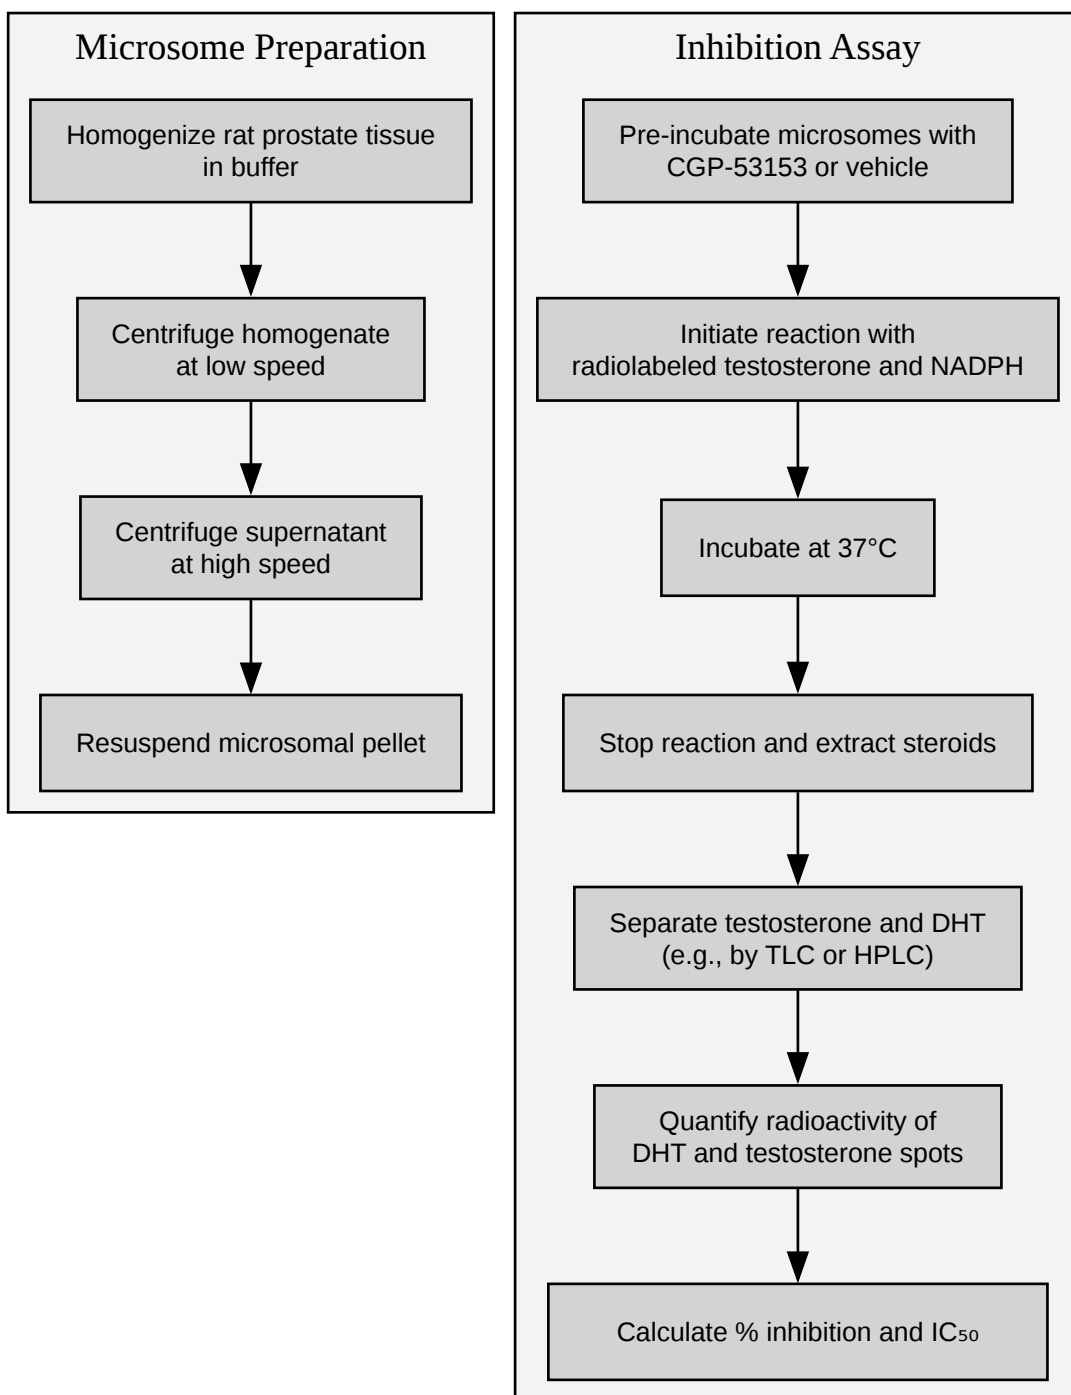 Microsome Preparation
Homogenize rat prostate tissue
in buffer
Centrifuge homogenate
at low speed
Centrifuge supernatant
at high speed
Resuspend microsomal pellet
Inhibition Assay
Pre-incubate microsomes with
CGP-53153 or vehicle
Initiate reaction with
radiolabeled testosterone and NADPH
Incubate at 37°C
Stop reaction and extract steroids
Separate testosterone and DHT
(e.g., by TLC or HPLC)
Quantify radioactivity of
DHT and testosterone spots
Calculate % inhibition and IC₅₀